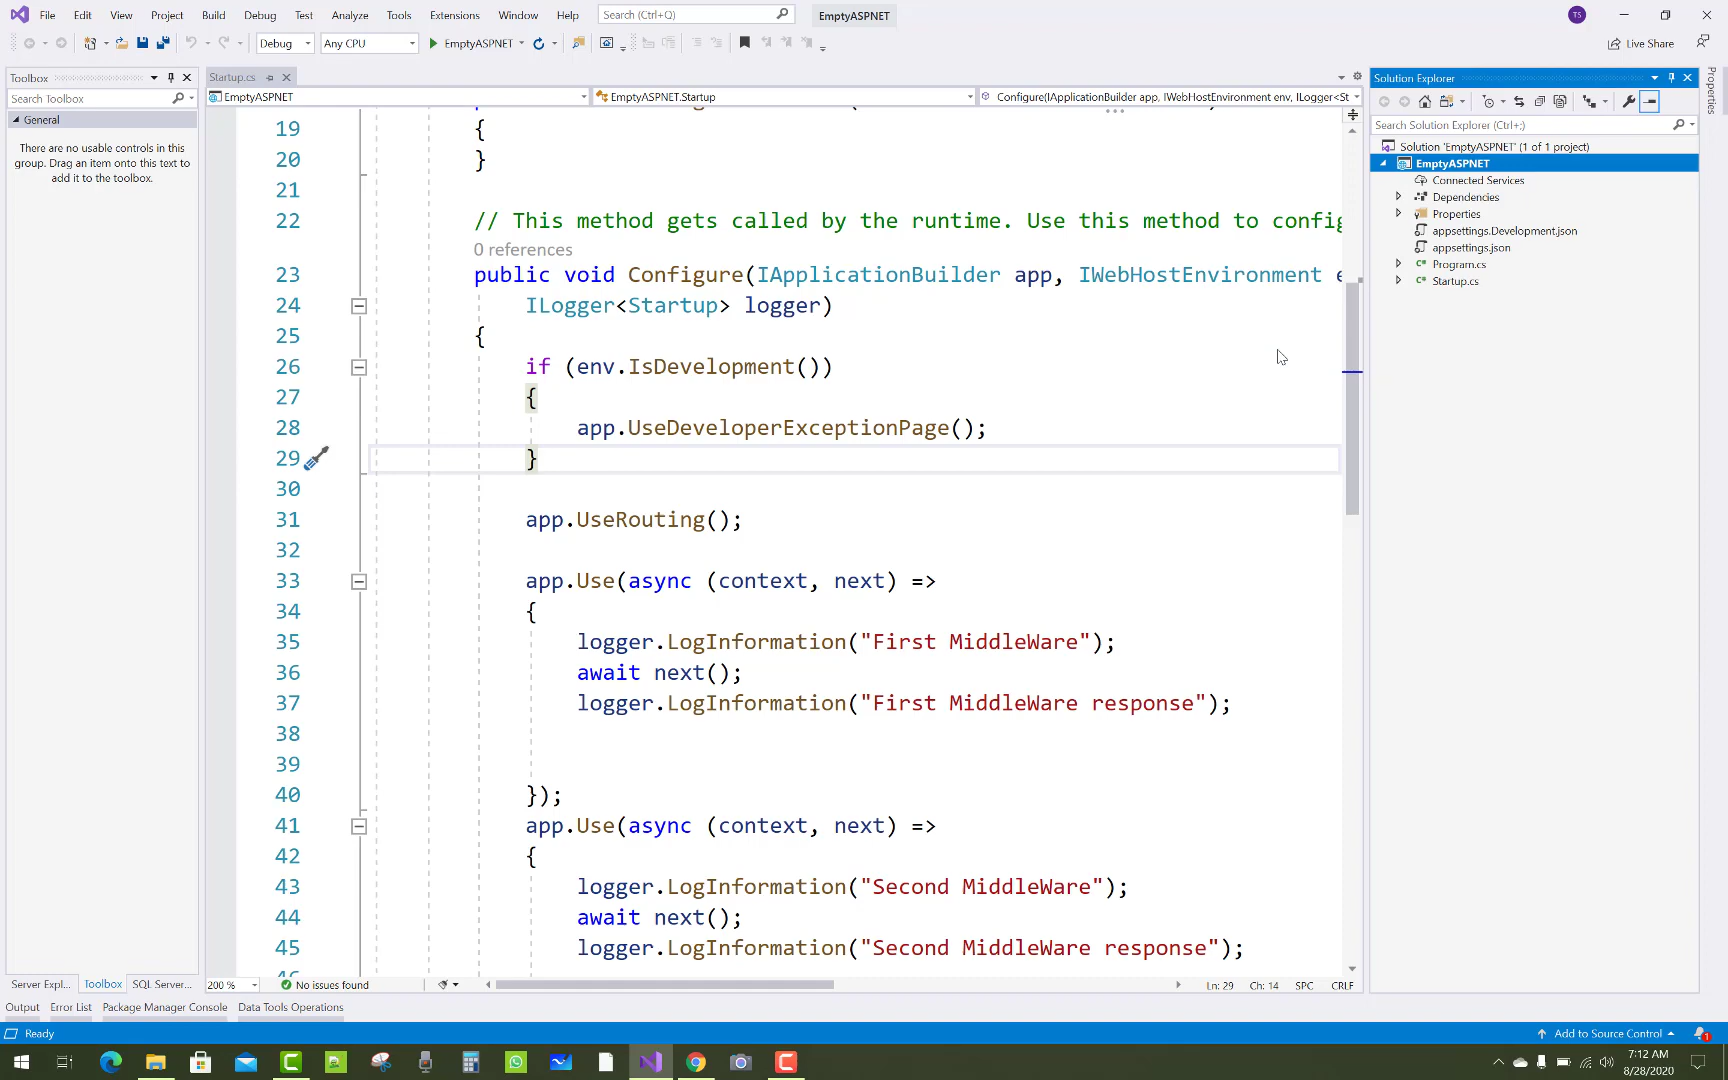 File Edit View Project Build Debug Test Analyze Tools Extensions Window Help Search (Ctrl+Q) EmptyASPNET TS
Debug Any CPU EmptyASPNET Live Share
Toolbox
Search Toolbox
General
There are no usable controls in this
group. Drag an item onto this text to
add it to the toolbox.
Startup.cs
EmptyASPNET EmptyASPNET.Startup Configure(IApplicationBuilder app, IWebHostEnvironment env, ILogger<St
19 {
20 }
21
22 // This method gets called by the runtime. Use this method to config
0 references
23 public void Configure(IApplicationBuilder app, IWebHostEnvironment e
24 ILogger<Startup> logger)
25 {
26 if (env.IsDevelopment())
27 {
28 app.UseDeveloperExceptionPage();
29 }
30
31 app.UseRouting();
32
33 app.Use(async (context, next) =>
34 {
35 logger.LogInformation("First MiddleWare");
36 await next();
37 logger.LogInformation("First MiddleWare response");
38
39
40 });
41 app.Use(async (context, next) =>
42 {
43 logger.LogInformation("Second MiddleWare");
44 await next();
45 logger.LogInformation("Second MiddleWare response");
Solution Explorer
Search Solution Explorer (Ctrl+;)
Solution 'EmptyASPNET' (1 of 1 project)
EmptyASPNET
Connected Services
Dependencies
Properties
appsettings.Development.json
appsettings.json
Program.cs
Startup.cs
Properties
Server Expl... Toolbox SQL Server...
200 % No issues found Ln: 29 Ch: 14 SPC CRLF
Output Error List Package Manager Console Data Tools Operations
Ready Add to Source Control 1
7:12 AM
8/28/2020